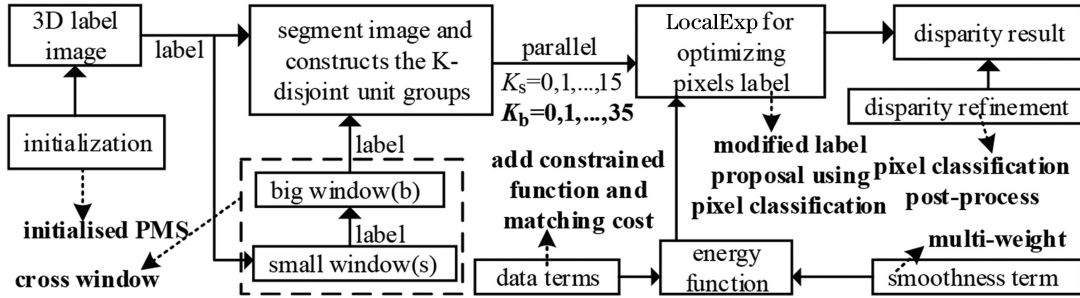 3D label
image
label
segment image and
constructs the K-
disjoint unit groups
parallel
Ks=0,1,...,15
Kb=0,1,...,35
LocalExp for
optimizing
pixels label
disparity result
disparity refinement
initialization
label
big window(b)
label
small window(s)
initialised PMS
cross window
add constrained
function and
matching cost
modified label
proposal using
pixel classification
pixel classification
post-process
data terms
energy
function
multi-weight
smoothness term